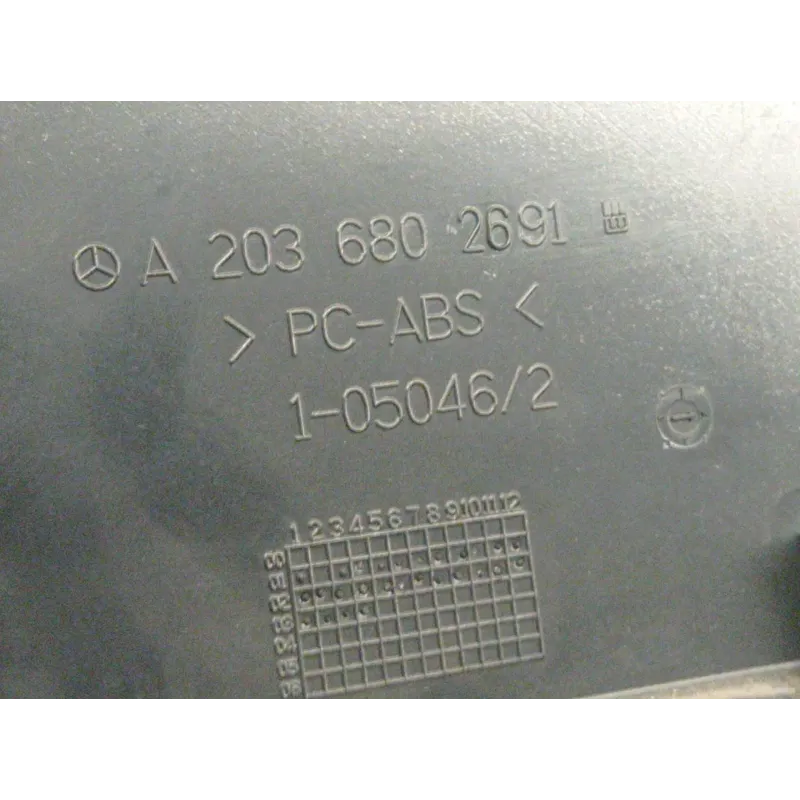 A 203 680 2691
> PC-ABS <
1-05046/2
1 2 3 4 5 6 7 8 9 10 11 12